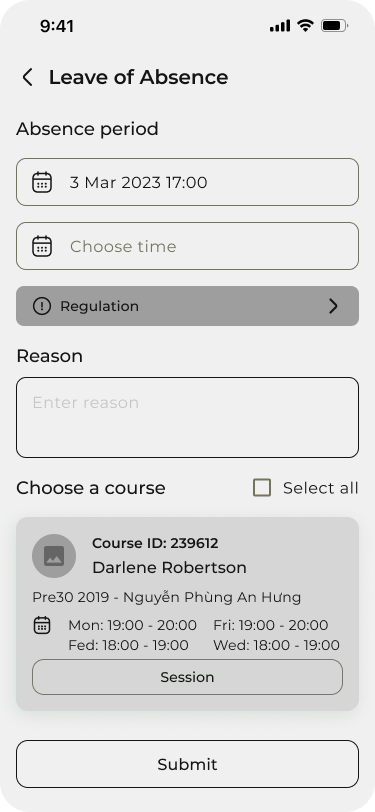 9:41
Leave of Absence
Absence period
3 Mar 2023 17:00
Choose time
Regulation
Reason
Enter reason
Choose a course
Select all
Course ID: 239612
Darlene Robertson
Pre30 2019 - Nguyễn Phùng An Hưng
Mon: 19:00 - 20:00 Fri: 19:00 - 20:00
Fed: 18:00 - 19:00 Wed: 18:00 - 19:00
Session
Submit